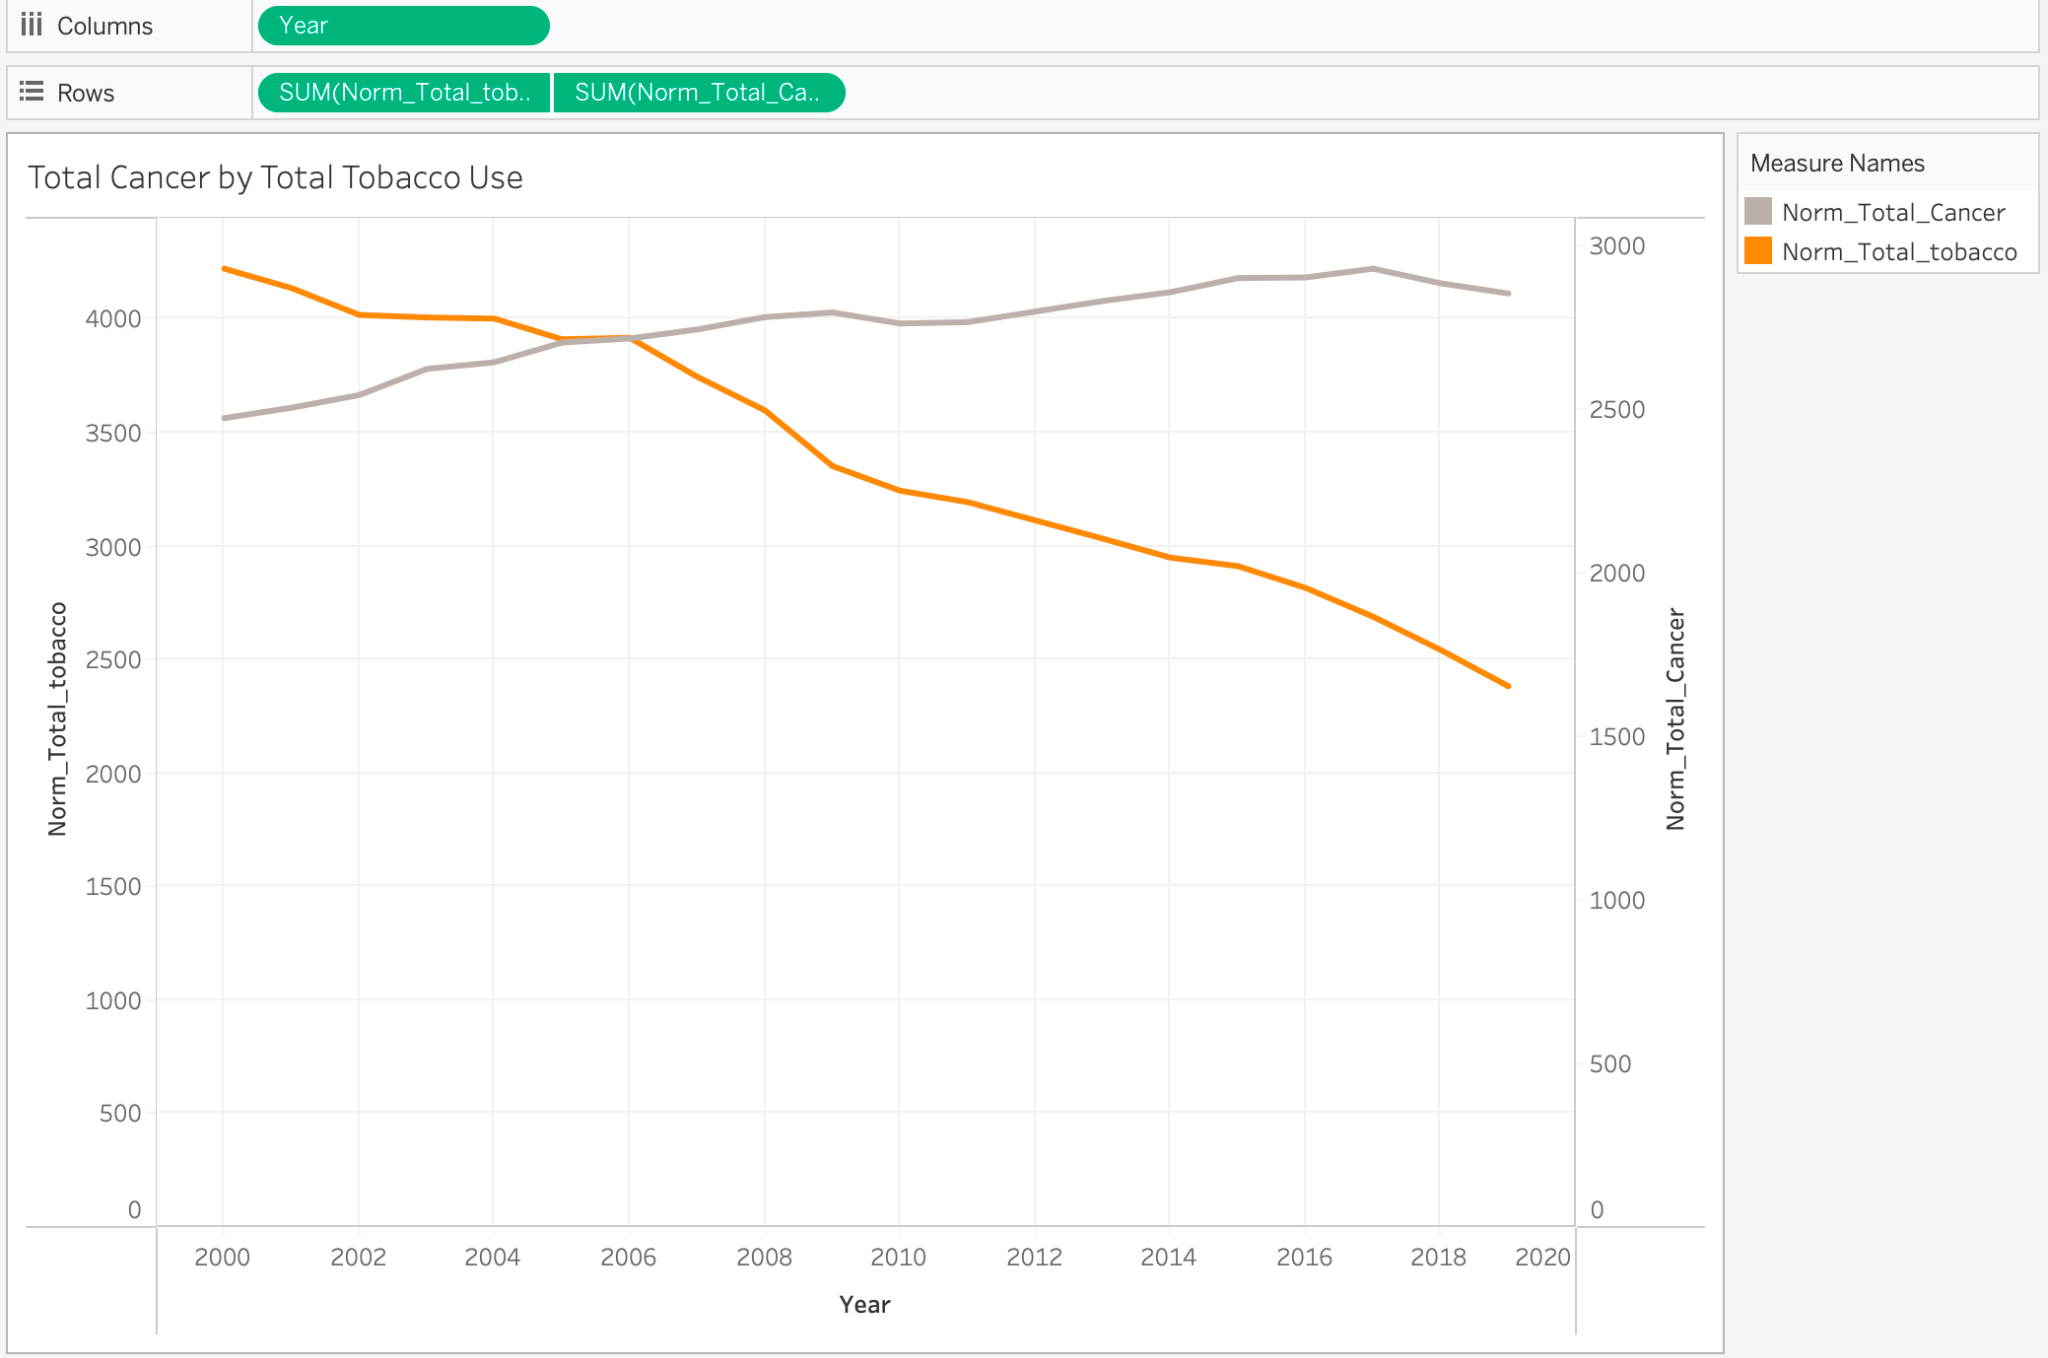 Columns
Year
Rows
SUM(Norm_Total_tob..
SUM(Norm_Total_Ca..
Total Cancer by Total Tobacco Use
Measure Names
Norm_Total_Cancer
Norm_Total_tobacco
Norm_Total_tobacco
4000
3500
3000
2500
2000
1500
1000
500
0
3000
2500
2000
1500
1000
500
0
Norm_Total_Cancer
2000 2002 2004 2006 2008 2010 2012 2014 2016 2018 2020
Year